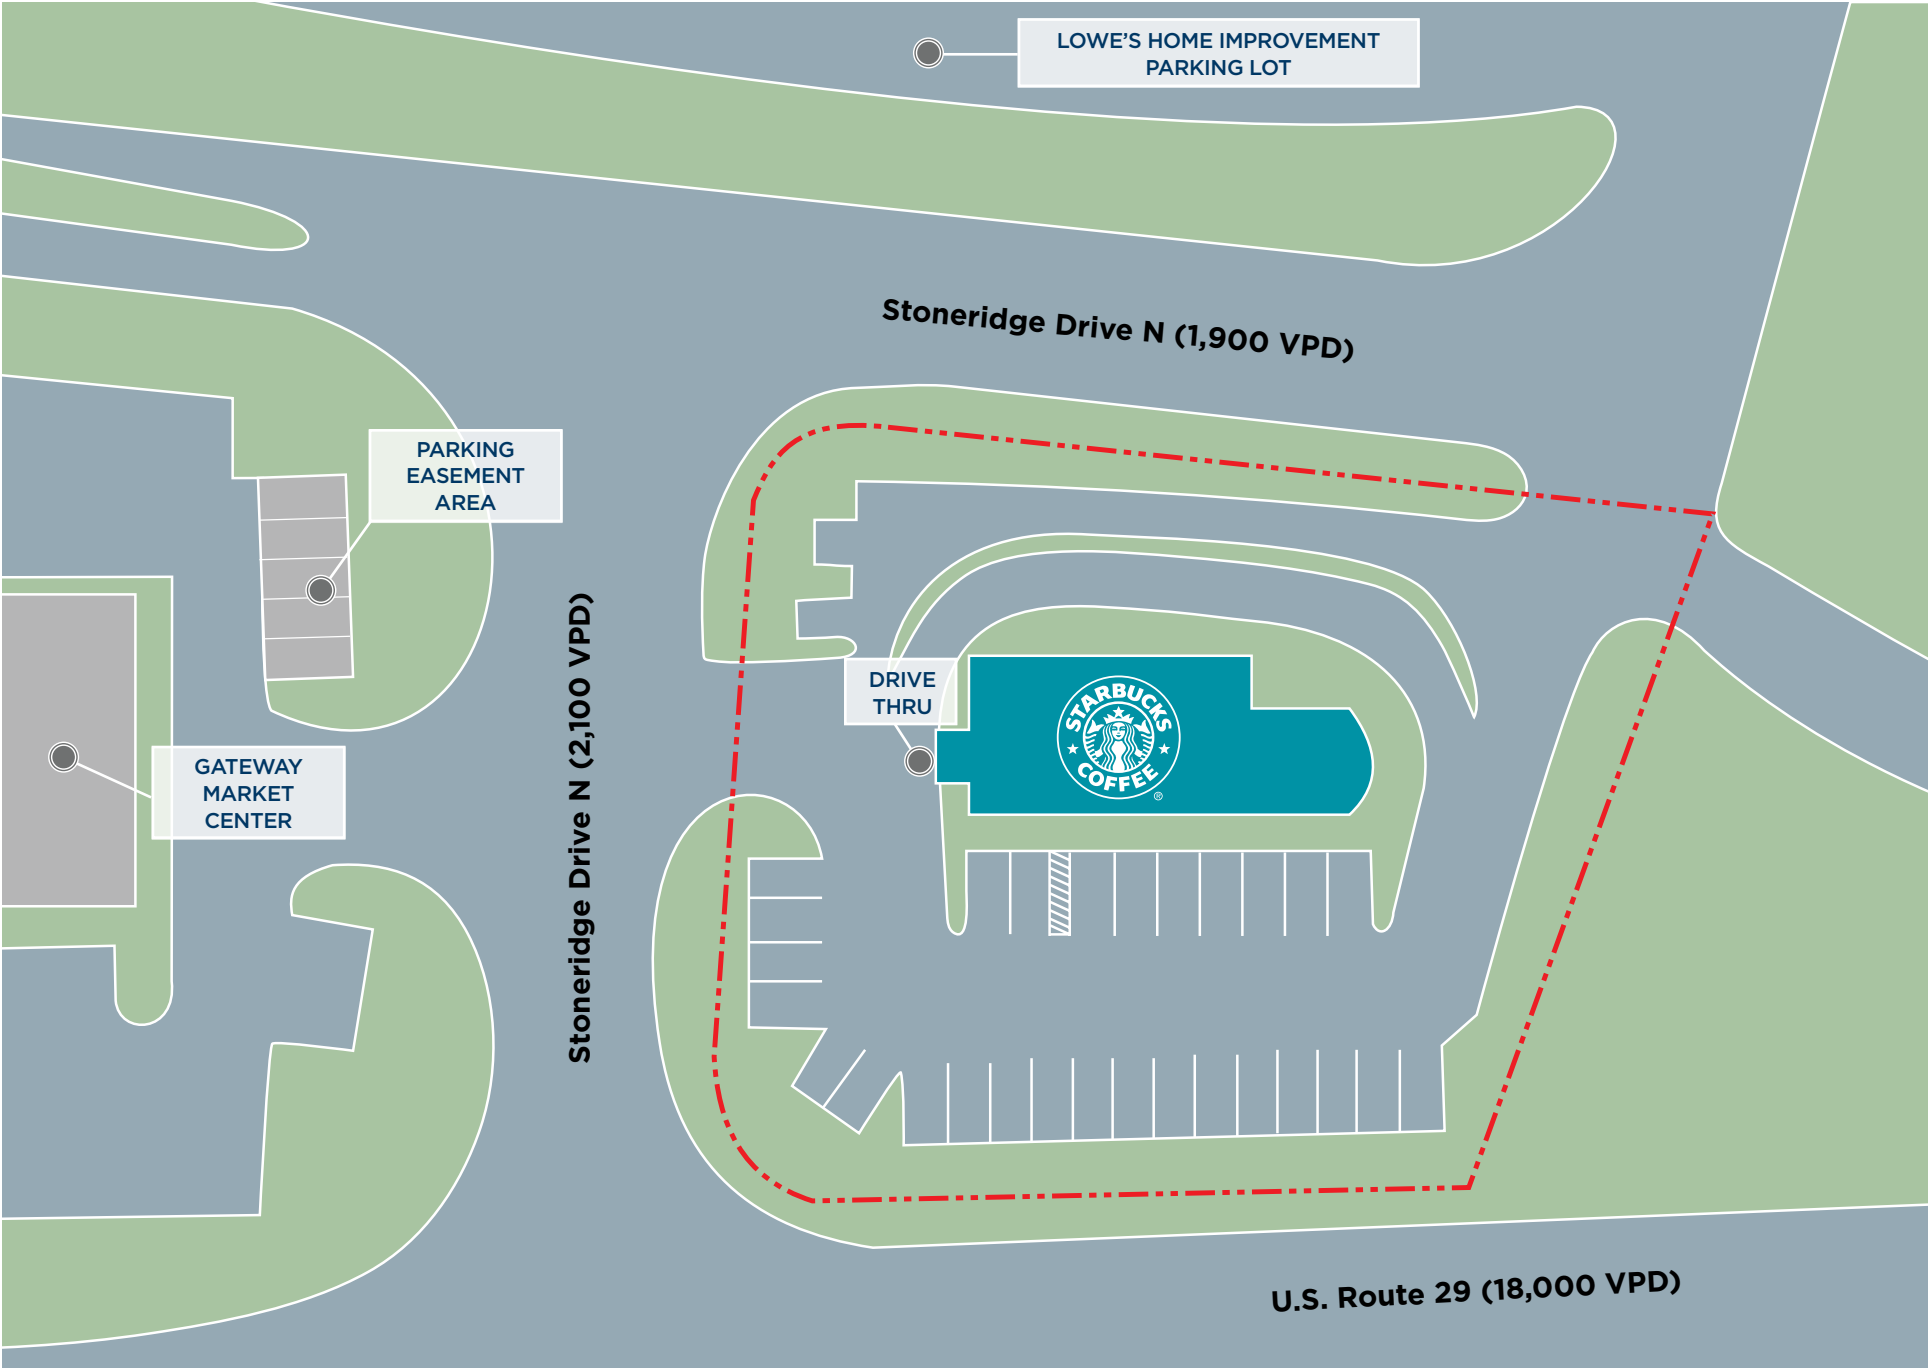 LOWE'S HOME IMPROVEMENT
PARKING LOT
Stoneridge Drive N (1,900 VPD)
PARKING
EASEMENT
AREA
Stoneridge Drive N (2,100 VPD)
DRIVE
THRU
STARBUCKS
COFFEE
®
GATEWAY
MARKET
CENTER
U.S. Route 29 (18,000 VPD)